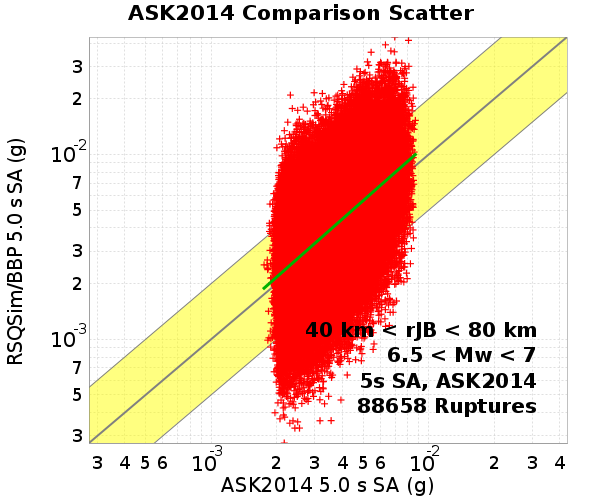 ASK2014 Comparison Scatter
RSQSim/BBP 5.0 s SA (g)
3
2
10-2
7
5
3
2
10-3
7
5
3
40 km < rJB < 80 km
6.5 < Mw < 7
5s SA, ASK2014
88658 Ruptures
3 4 5 6 10-3 2 3 4 5 6 10-2 2 3 4
ASK2014 5.0 s SA (g)